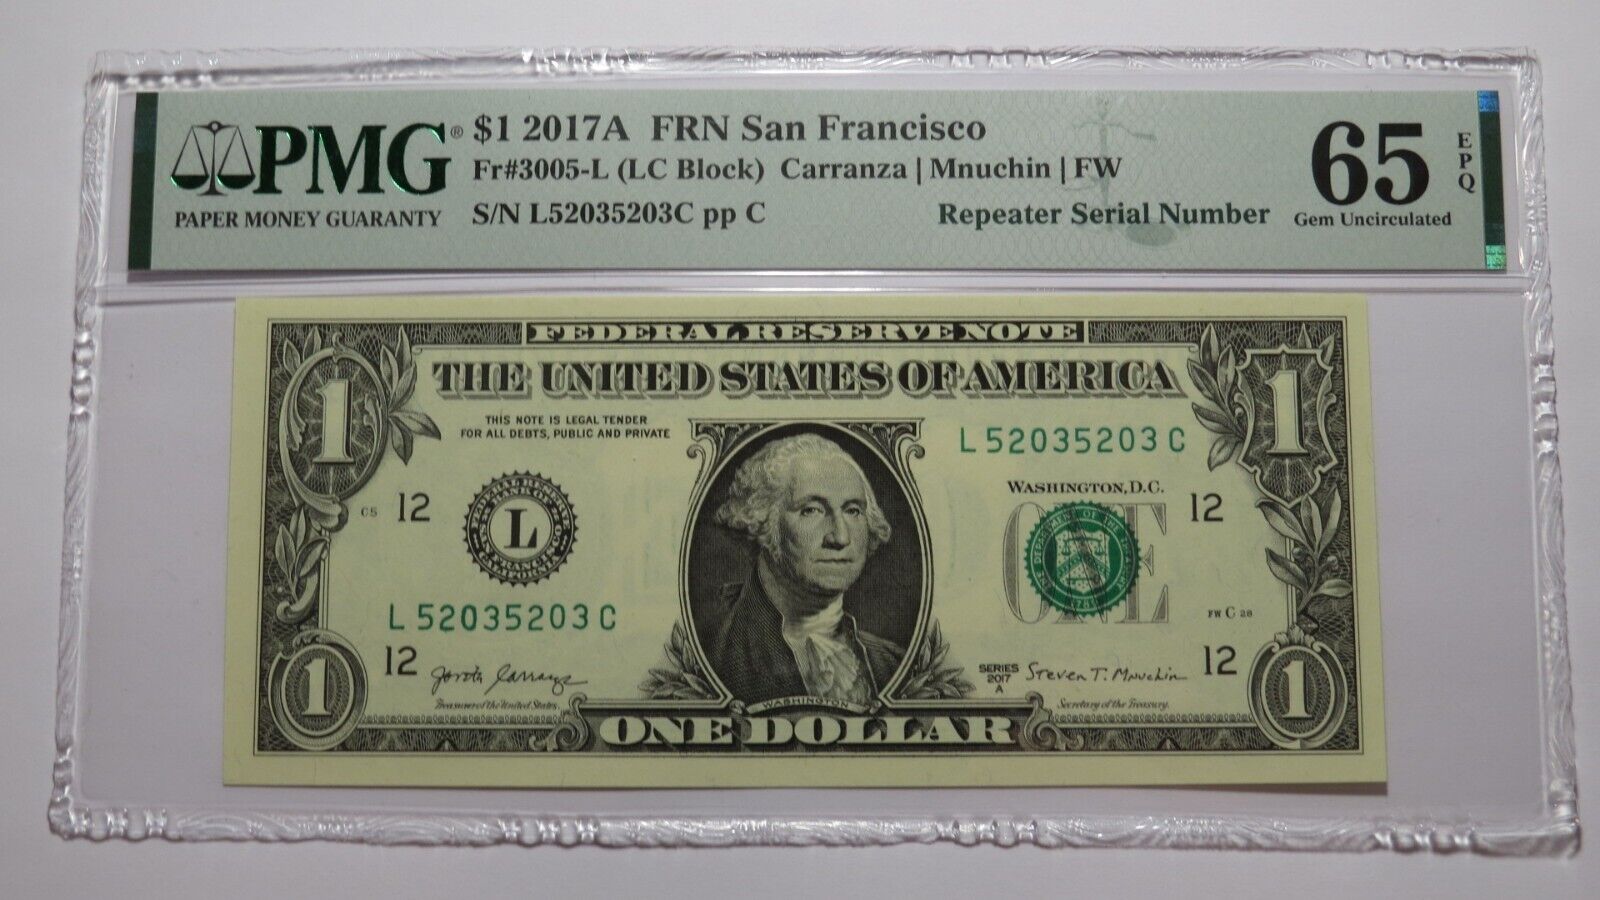 PMG®
PAPER MONEY GUARANTY
$1 2017A FRN San Francisco
Fr#3005-L (LC Block) Carranza | Mnuchin | FW
S/N L52035203C pp C
Repeater Serial Number
65
EPQ
Gem Uncirculated
FEDERAL RESERVE NOTE
THE UNITED STATES OF AMERICA
1
1
THIS NOTE IS LEGAL TENDER
FOR ALL DEBTS, PUBLIC AND PRIVATE
L 52035203 C
WASHINGTON, D.C.
C5
12
12
L
ONE
L 52035203 C
FW C 28
12
12
SERIES
2017
A
Steven T. Mnuchin
Treasurer of the United States.
Secretary of the Treasury.
WASHINGTON
1
ONE DOLLAR
1